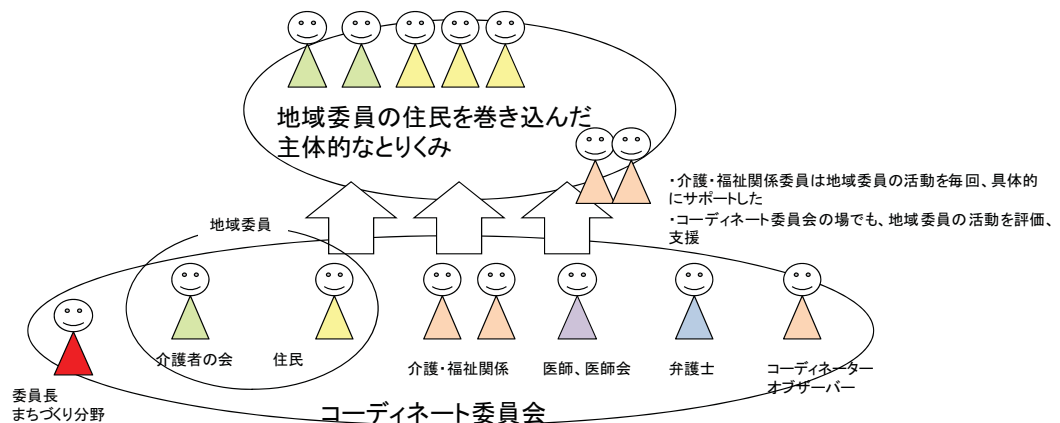 地域委員の住民を巻き込んだ
主体的なとりくみ
・介護・福祉関係委員は地域委員の活動を毎回、具体的
にサポートした
・コーディネート委員会の場でも、地域委員の活動を評価、
支援
地域委員
介護者の会
住民
介護・福祉関係
医師、医師会
弁護士
コーディネーター
オブザーバー
委員長
まちづくり分野
コーディネート委員会